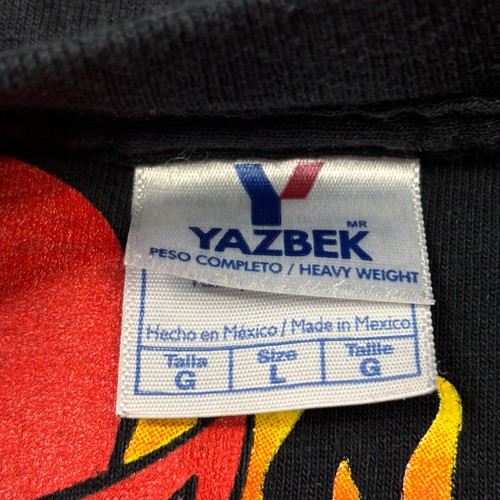 YAZBEK MR
PESO COMPLETO / HEAVY WEIGHT
Hecho en México / Made in Mexico
Talla Size Taille
G L G